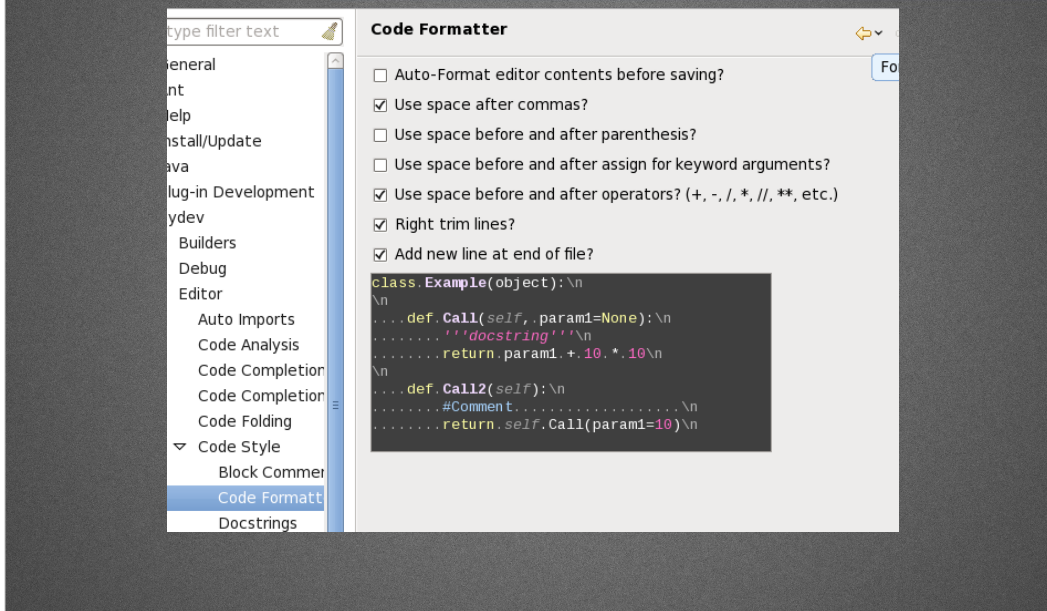 type filter text
Code Formatter
eneral
Fo
Auto-Format editor contents before saving?
nt
Use space after commas?
elp
Use space before and after parenthesis?
nstall/Update
Use space before and after assign for keyword arguments?
ava
lug-in Development
Use space before and after operators? (+, -, /, *, //, **, etc.)
ydev
Right trim lines?
Builders
Add new line at end of file?
Debug
Editor
Auto Imports
Code Analysis
Code Completion
Code Completion
Code Folding
Code Style
Block Commer
Code Formatt
Docstrings
class.Example(object):\n
\n
....def.Call(self,.param1=None):\n
........'''docstring'''\n
........return.param1.+.10.*.10\n
\n
....def.Call2(self):\n
........#Comment...................\n
........return.self.Call(param1=10)\n